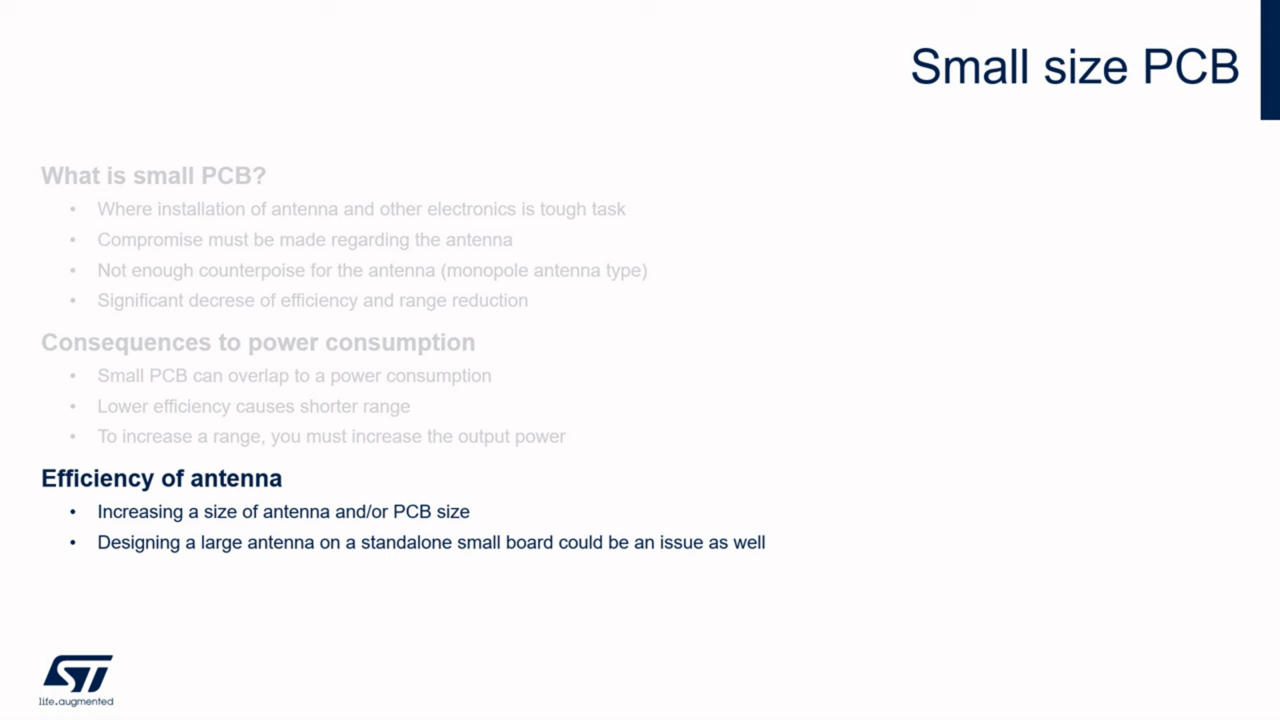 Small size PCB
What is small PCB?
• Where installation of antenna and other electronics is tough task
• Compromise must be made regarding the antenna
• Not enough counterpoise for the antenna (monopole antenna type)
• Significant decrese of efficiency and range reduction
Consequences to power consumption
• Small PCB can overlap to a power consumption
• Lower efficiency causes shorter range
• To increase a range, you must increase the output power
Efficiency of antenna
• Increasing a size of antenna and/or PCB size
• Designing a large antenna on a standalone small board could be an issue as well
ST
life.augmented